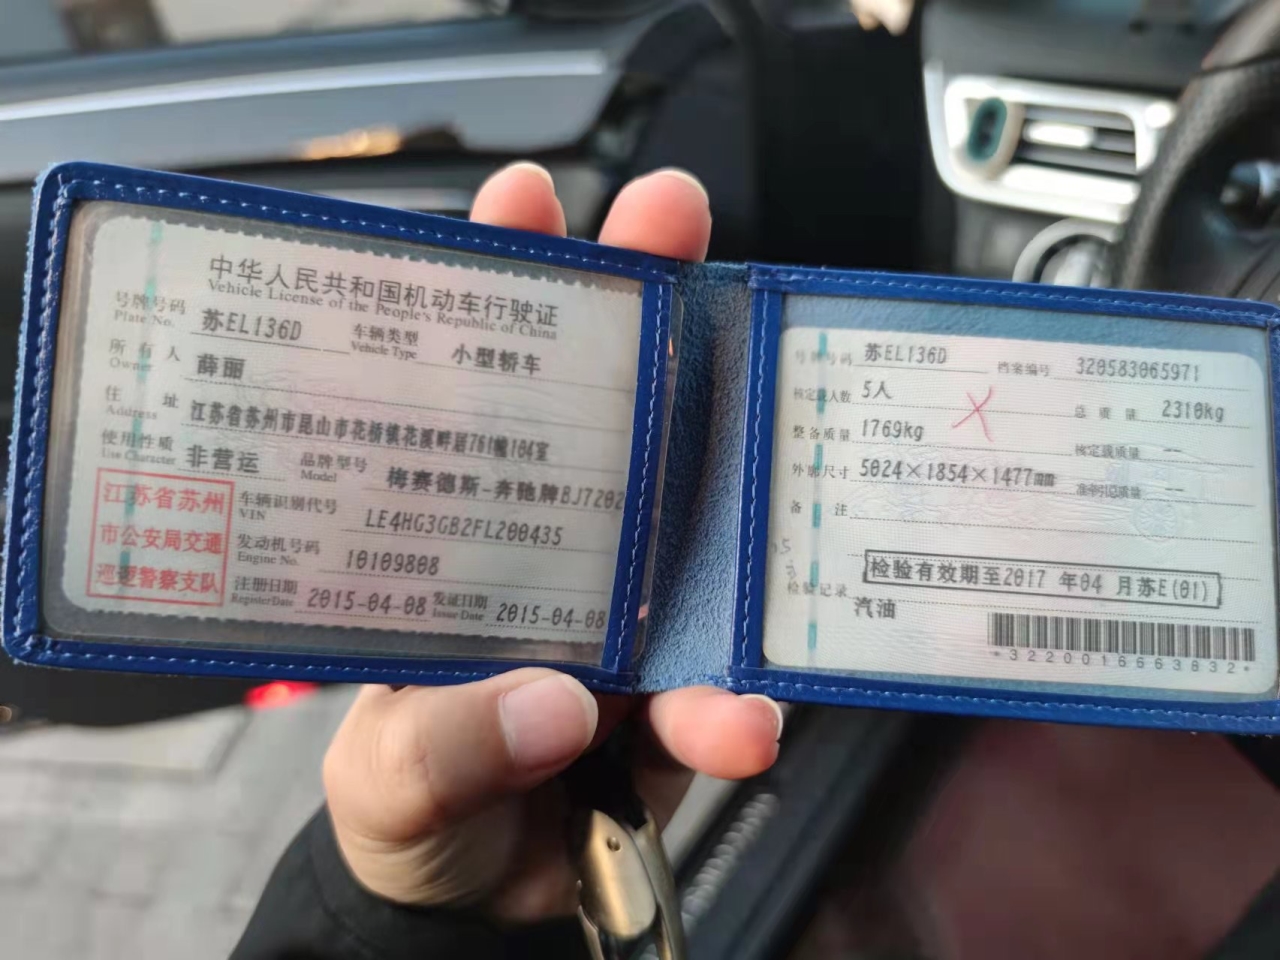 中华人民共和国机动车行驶证
Vehicle License of the People's Republic of China
号牌号码 苏EL136D 车辆类型 小型轿车
Plate No. Vehicle Type
所有人 薛丽
Owner
住址 江苏省苏州市昆山市花桥镇花溪畔居761幢104室
Address
使用性质 非营运 品牌型号 梅赛德斯-奔驰牌BJ7202
Use Character Model
江苏省苏州
市公安局交通
巡逻警察支队
车辆识别代号 LE4HG3GB2FL200435
VIN
发动机号码 10109808
Engine No.
注册日期 2015-04-08 发证日期 2015-04-08
Register Date Issue Date
号牌号码 苏EL136D 档案编号 320583065971
核定载人数 5人 总质量 2310kg
整备质量 1769kg 核定载质量 --
外廓尺寸 5024×1854×1477mm 准牵引总质量 --
备注
检验有效期至2017年04月苏E(01)
检验记录
汽油
*3220016663832*